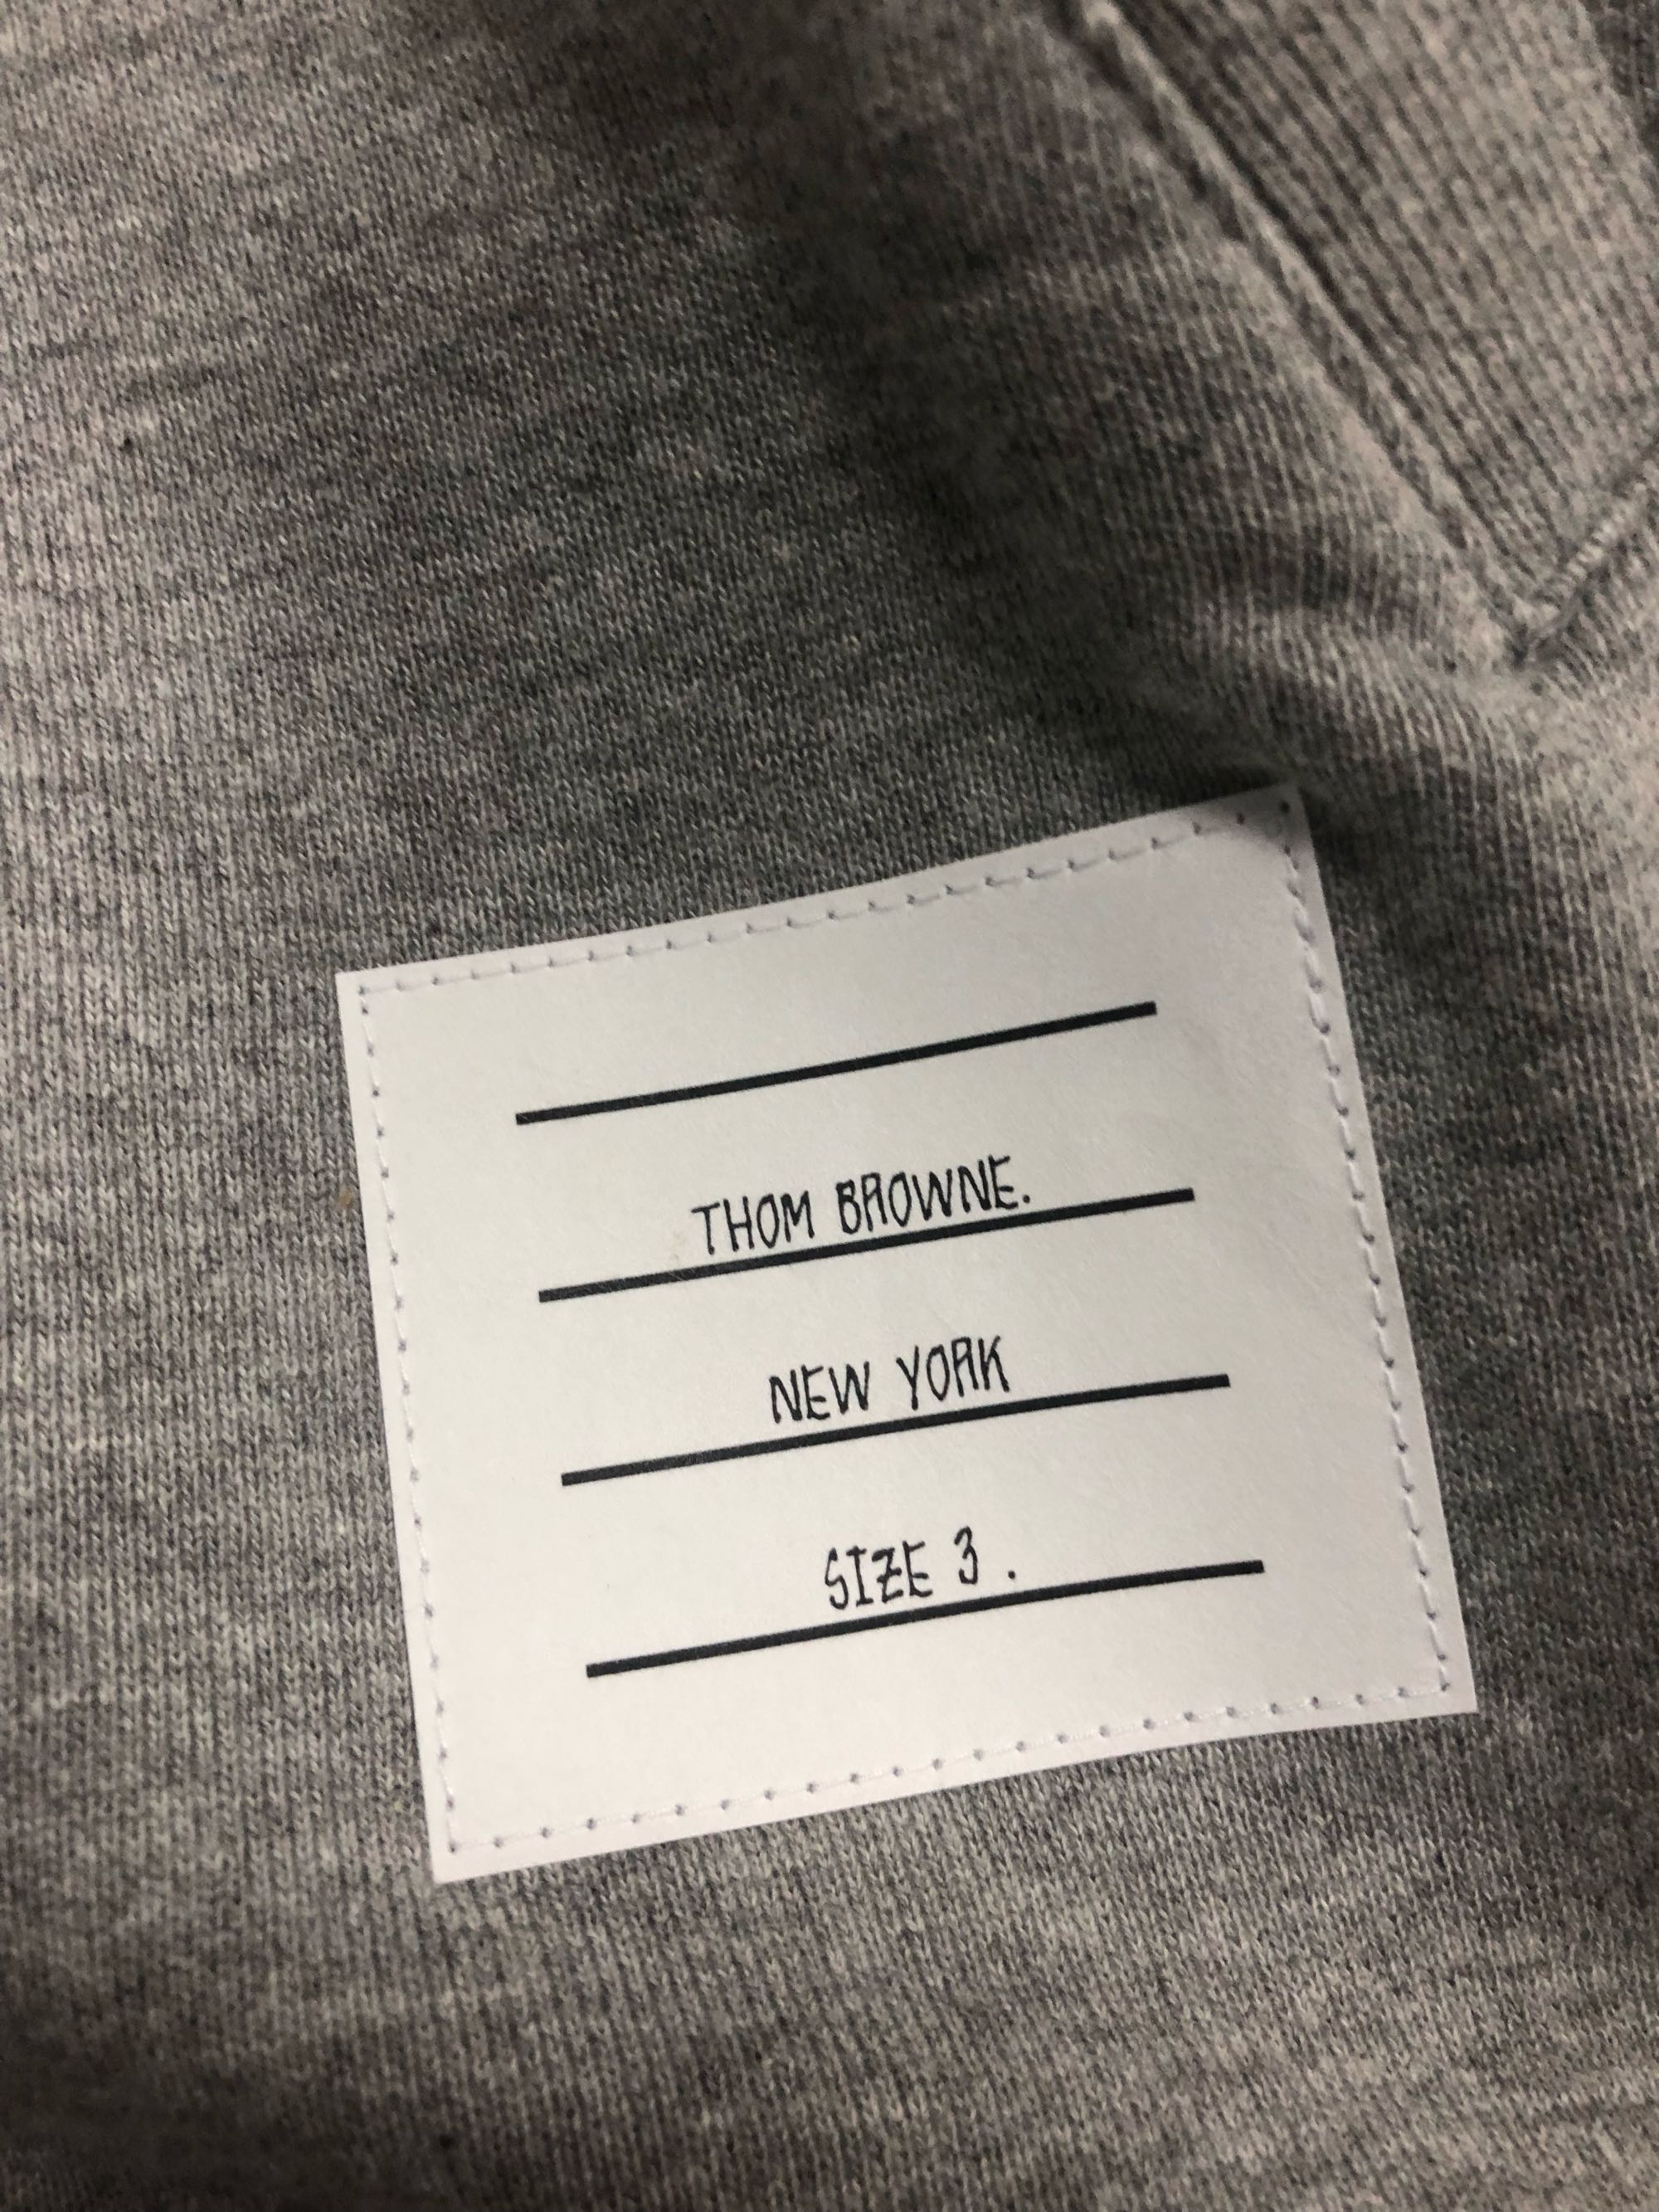 THOM BROWNE.
NEW YORK
SIZE 3 .